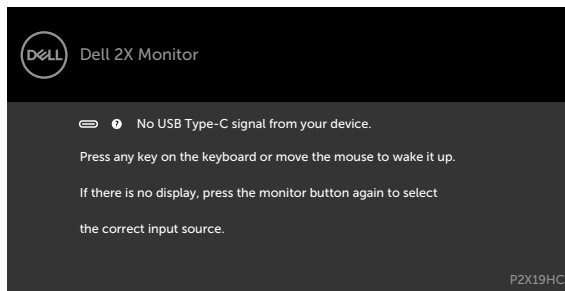 DELL
Dell 2X Monitor
? No USB Type-C signal from your device.
Press any key on the keyboard or move the mouse to wake it up.
If there is no display, press the monitor button again to select
the correct input source.
P2X19HC